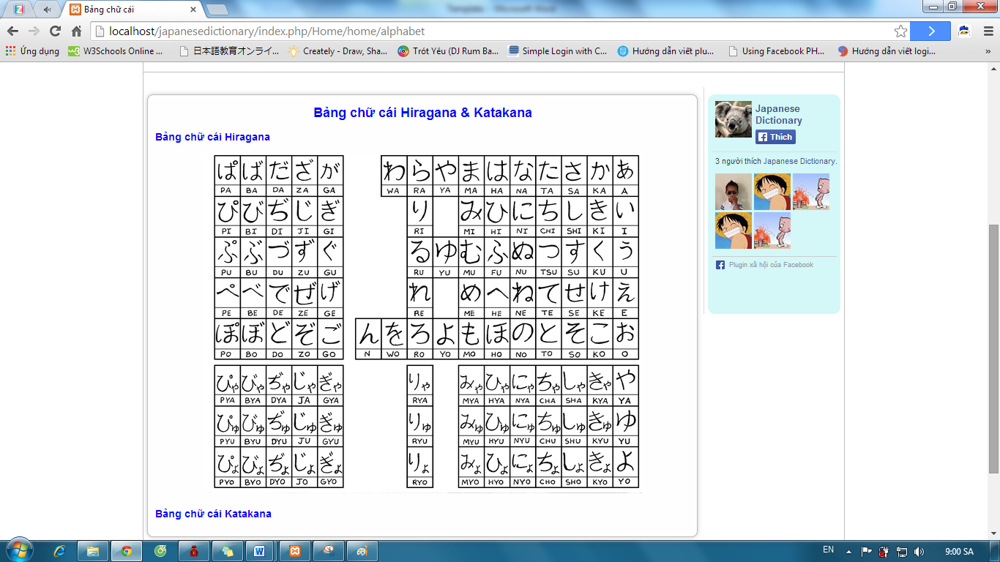 Bảng chữ cái
localhost/japanesedictionary/index.php/Home/home/alphabet
Ứng dụng W3Schools Online ... 日本語教育オンライ... Creately - Draw, Sha... Trót Yêu (DJ Rum Ba... Simple Login with C... Hướng dẫn viết plu... Using Facebook PH... Hướng dẫn viết logi... »
Bảng chữ cái Hiragana & Katakana
Bảng chữ cái Hiragana
ぱ ば だ ざ が わ ら や ま は な た さ か あ
PA BA DA ZA GA WA RA YA MA HA NA TA SA KA A
ぴ び ぢ じ ぎ り み ひ に ち し き い
PI BI DI JI GI RI MI HI NI CHI SHI KI I
ぷ ぶ づ ず ぐ る ゆ む ふ ぬ つ す く う
PU BU DU ZU GU RU YU MU FU NU TSU SU KU U
ぺ べ で ぜ げ れ め へ ね て せ け え
PE BE DE ZE GE RE ME HE NE TE SE KE E
ぽ ぼ ど ぞ ご ん を ろ よ も ほ の と そ こ お
PO BO DO ZO GO N WO RO YO MO HO NO TO SO KO O
ぴゃ びゃ ぢゃ じゃ ぎゃ りゃ みゃ ひゃ にゃ ちゃ しゃ きゃ や
PYA BYA DYA JA GYA RYA MYA HYA NYA CHA SHA KYA YA
ぴゅ びゅ ぢゅ じゅ ぎゅ りゅ みゅ ひゅ にゅ ちゅ しゅ きゅ ゆ
PYU BYU DYU JU GYU RYU MYU HYU NYU CHU SHU KYU YU
ぴょ びょ ぢょ じょ ぎょ りょ みょ ひょ にょ ちょ しょ きょ よ
PYO BYO DYO JO GYO RYO MYO HYO NYO CHO SHO KYO YO
Bảng chữ cái Katakana
Japanese
Dictionary
Thích
3 người thích Japanese Dictionary.
Plugin xã hội của Facebook
EN 9:00 SA